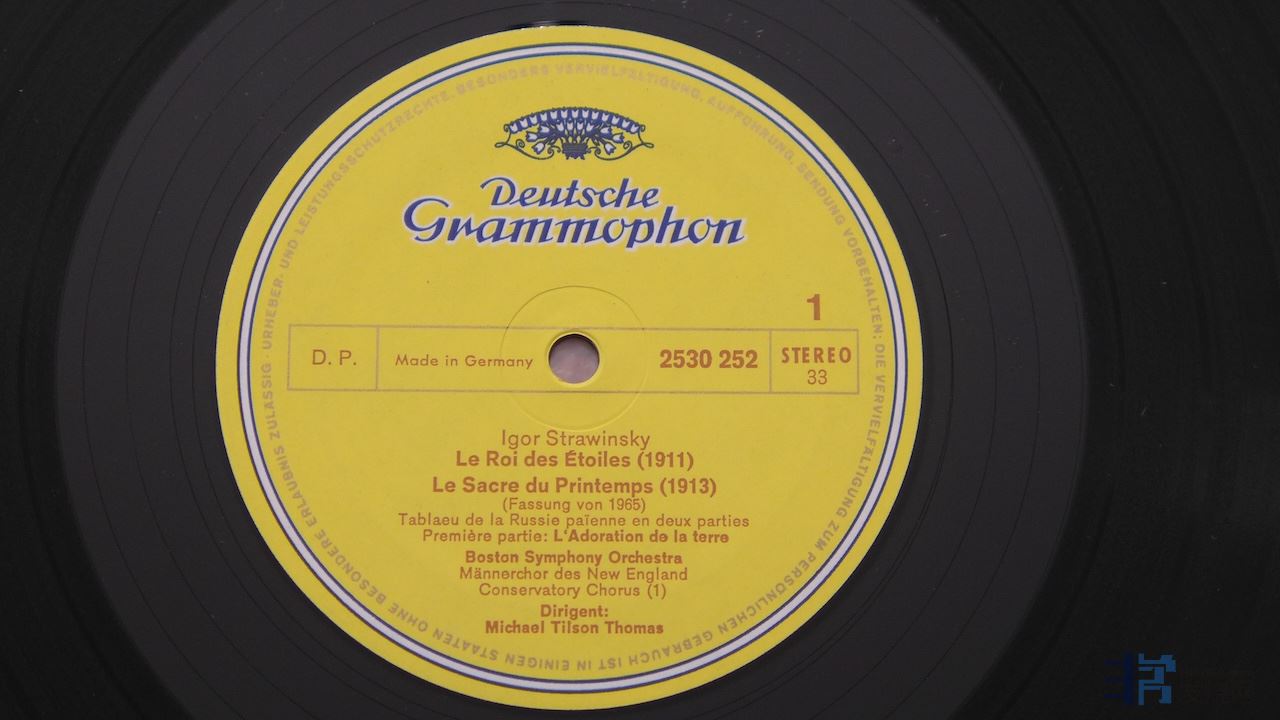 Deutsche
Grammophon
1
D. P.
Made in Germany
2530 252
STEREO
33
Igor Strawinsky
Le Roi des Étoiles (1911)
Le Sacre du Printemps (1913)
(Fassung von 1965)
Tablaeu de la Russie païenne en deux parties
Première partie: L'Adoration de la terre
Boston Symphony Orchestra
Männerchor des New England
Conservatory Chorus (1)
Dirigent:
Michael Tilson Thomas
URHEBER- UND LEISTUNGSSCHUTZRECHTE, BESONDERS VERVIELFÄLTIGUNG, AUFFÜHRUNG, SENDUNG VORBEHALTEN; DIE VERVIELFÄLTIGUNG ZUM PERSÖNLICHEN GEBRAUCH IST IN EINIGEN STAATEN OHNE BESONDERE ERLAUBNIS ZULÄSSIG ·